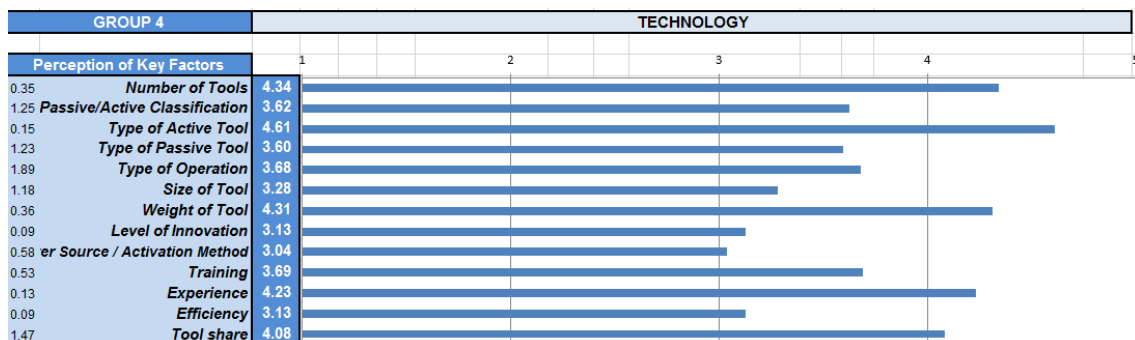 GROUP 4 TECHNOLOGY
Perception of Key Factors 1 2 3 4 5
0.35 Number of Tools 4.34
1.25 Passive/Active Classification 3.62
0.15 Type of Active Tool 4.61
1.23 Type of Passive Tool 3.60
1.89 Type of Operation 3.68
1.18 Size of Tool 3.28
0.36 Weight of Tool 4.31
0.09 Level of Innovation 3.13
0.58 er Source / Activation Method 3.04
0.53 Training 3.69
0.13 Experience 4.23
0.09 Efficiency 3.13
1.47 Tool share 4.08